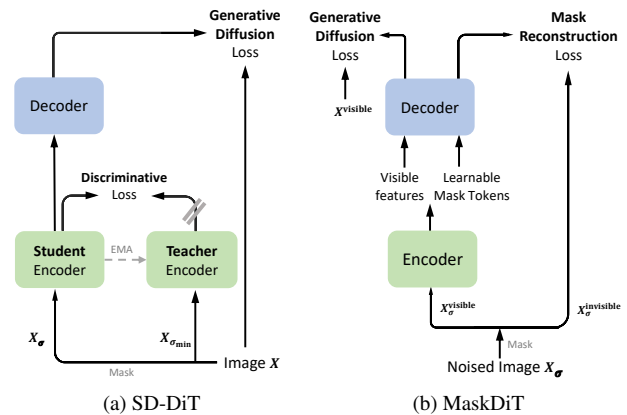 Generative
Diffusion
Loss
Decoder
Discriminative
Loss
Student
Encoder
EMA
Teacher
Encoder
X_σ
X_{σ_min}
Mask
Image X
(a) SD-DiT
Generative
Diffusion
Loss
Mask
Reconstruction
Loss
X^visible
Decoder
Visible
features
Learnable
Mask Tokens
Encoder
X_σ^visible
X_σ^invisible
Mask
Noised Image X_σ
(b) MaskDiT